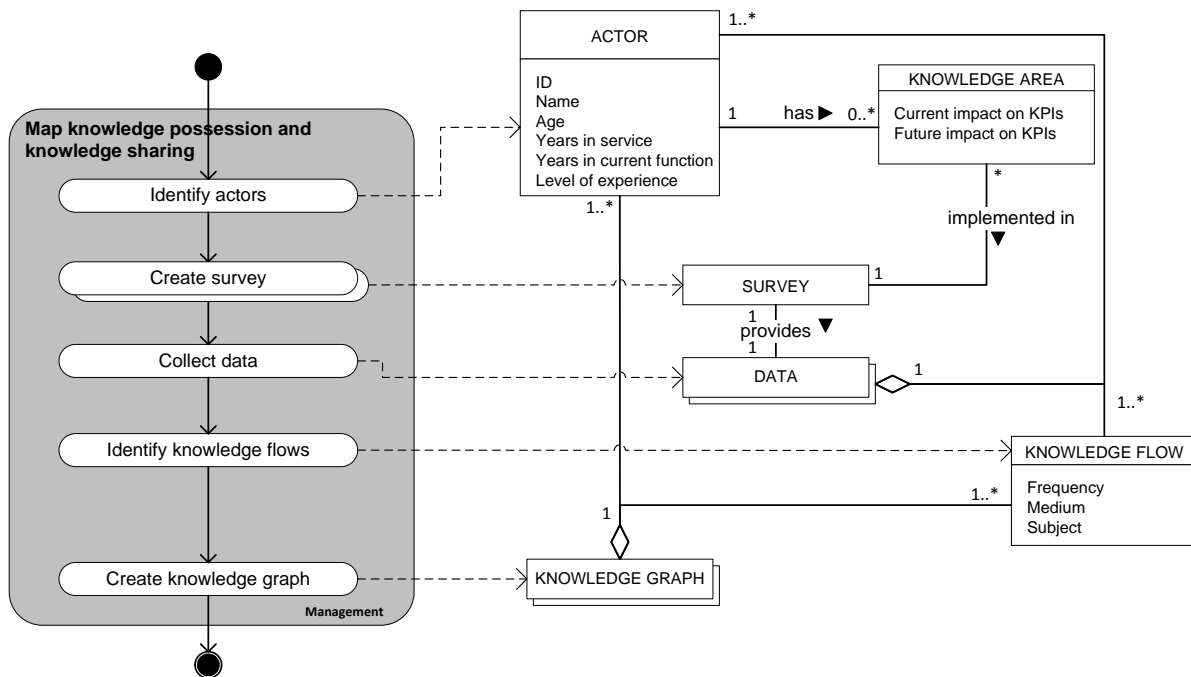 Map knowledge possession and
knowledge sharing
Identify actors
Create survey
Collect data
Identify knowledge flows
Create knowledge graph
Management
ACTOR
ID
Name
Age
Years in service
Years in current function
Level of experience
1..*
1
has ►
0..*
KNOWLEDGE AREA
Current impact on KPIs
Future impact on KPIs
*
implemented in
▼
1..*
SURVEY
1
1
provides ▼
1
DATA
1
1..*
KNOWLEDGE FLOW
Frequency
Medium
Subject
1..*
1
KNOWLEDGE GRAPH